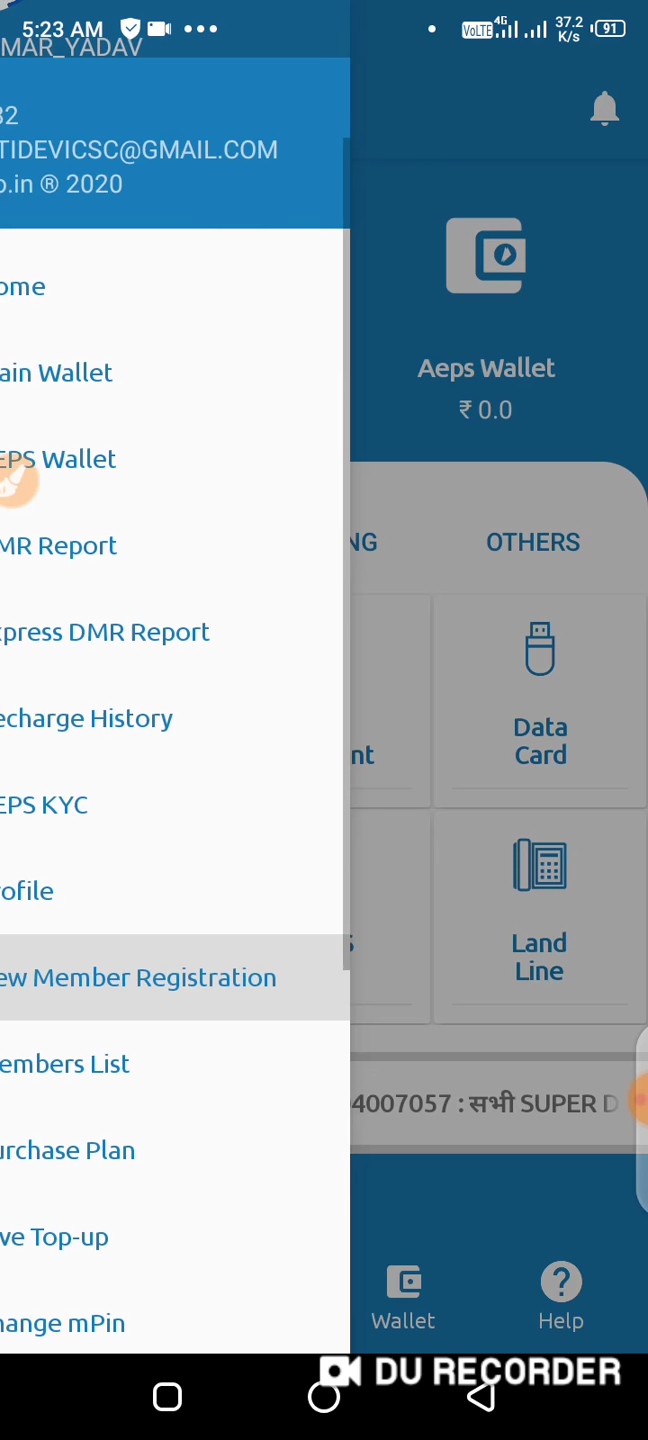 5:23 AM
4G
VoLTE
37.2
K/s
91
MAR_YADAV
32
TIDEVICSC@GMAIL.COM
o.in ® 2020
ome
ain Wallet
EPS Wallet
MR Report
xpress DMR Report
echarge History
EPS KYC
rofile
ew Member Registration
embers List
urchase Plan
ve Top-up
hange mPin
Aeps Wallet
₹ 0.0
NG
OTHERS
nt
Data
Card
S
Land
Line
4007057 : सभी SUPER D
Wallet
Help
DU RECORDER